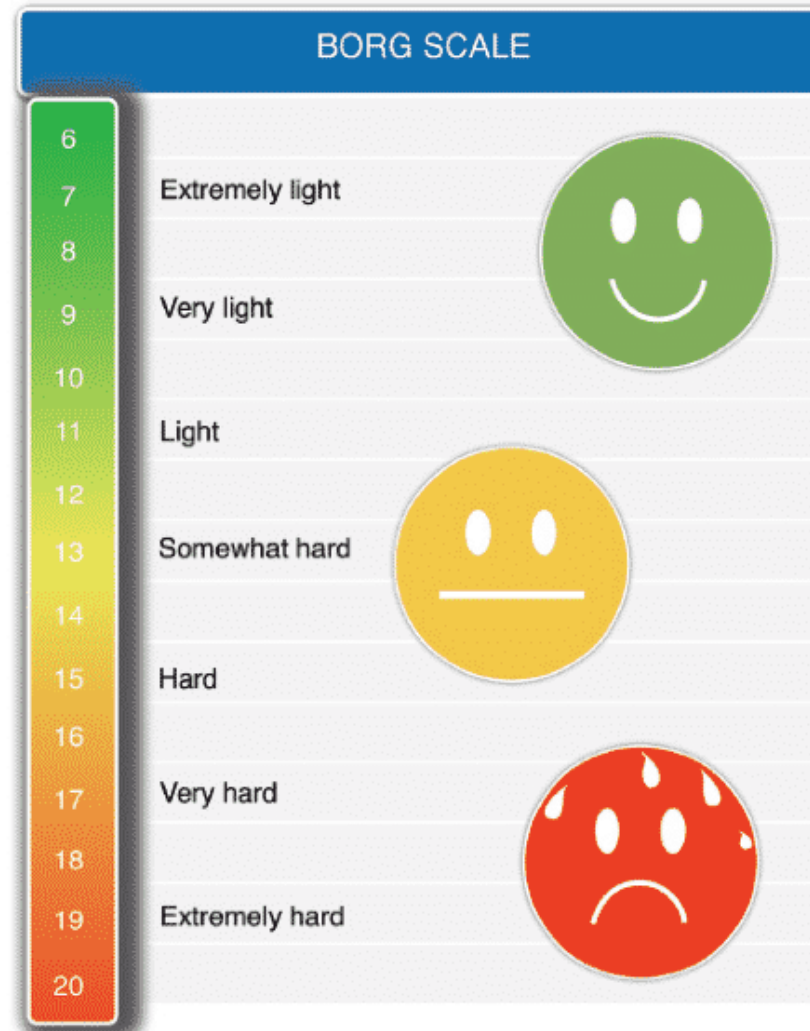 BORG SCALE
6
7 Extremely light
8
9 Very light
10
11 Light
12
13 Somewhat hard
14
15 Hard
16
17 Very hard
18
19 Extremely hard
20